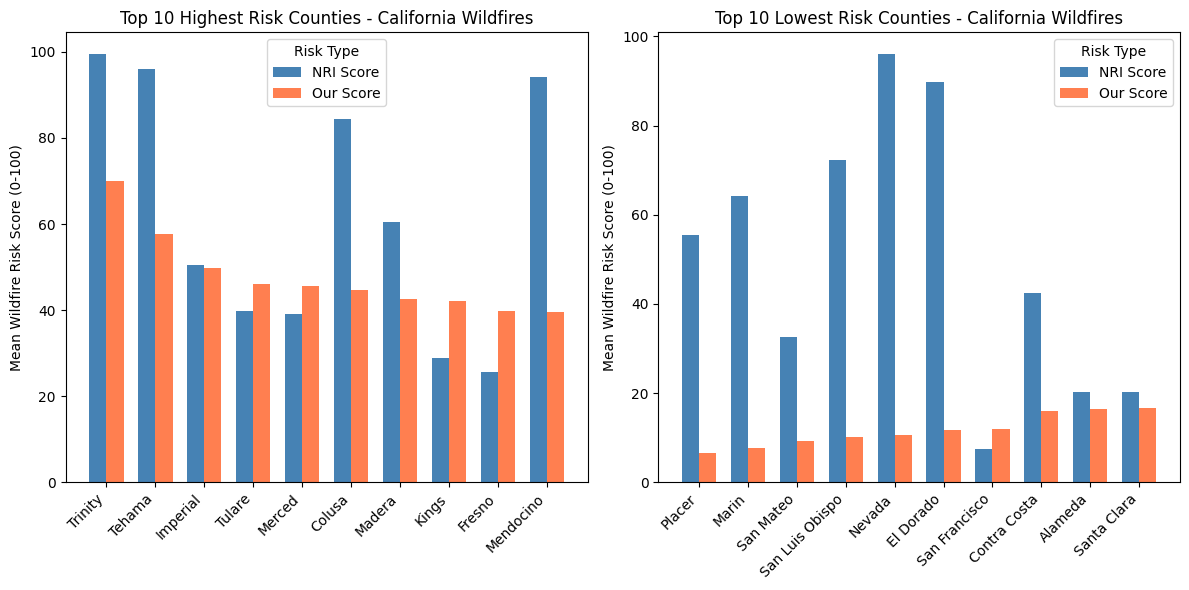 Top 10 Highest Risk Counties - California Wildfires
Mean Wildfire Risk Score (0-100)
100
80
60
40
20
0
Risk Type
NRI Score
Our Score
Trinity
Tehama
Imperial
Tulare
Merced
Colusa
Madera
Kings
Fresno
Mendocino
Top 10 Lowest Risk Counties - California Wildfires
Mean Wildfire Risk Score (0-100)
100
80
60
40
20
0
Risk Type
NRI Score
Our Score
Placer
Marin
San Mateo
San Luis Obispo
Nevada
El Dorado
San Francisco
Contra Costa
Alameda
Santa Clara